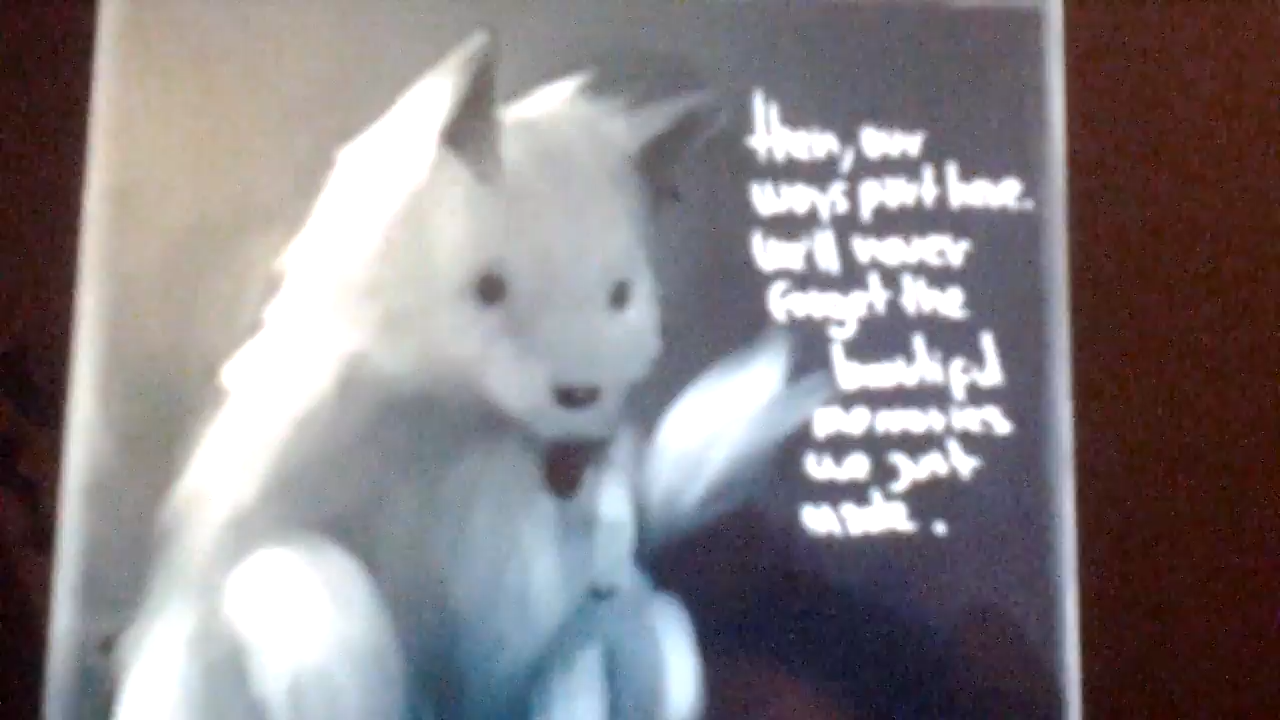 then, our
ways part here.
We'll never
forget the
beautiful
memories
we just
made.